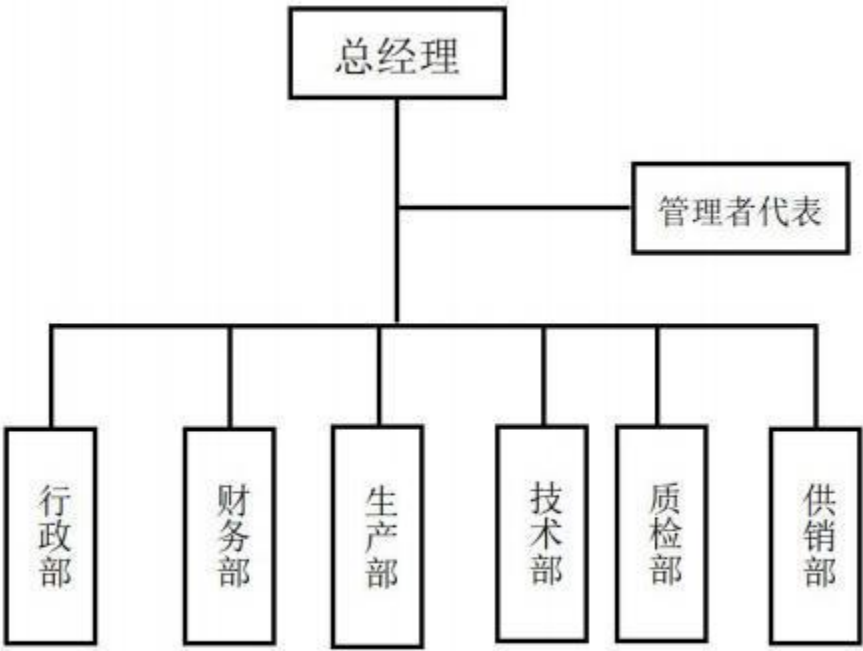 总经理
管理者代表
行政部
财务部
生产部
技术部
质检部
供销部